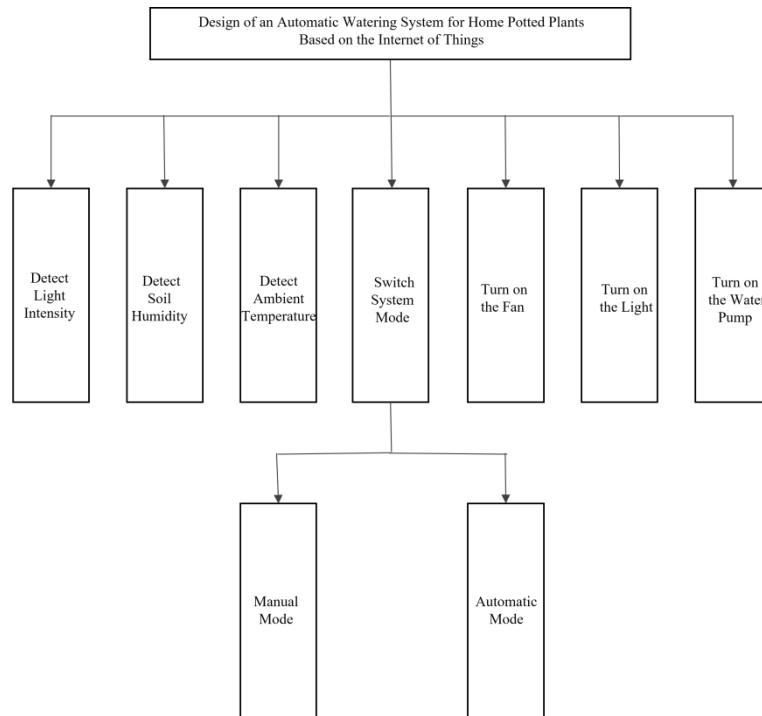 Design of an Automatic Watering System for Home Potted Plants
Based on the Internet of Things
Detect
Light
Intensity
Detect
Soil
Humidity
Detect
Ambient
Temperature
Switch
System
Mode
Turn on
the Fan
Turn on
the Light
Turn on
the Water
Pump
Manual
Mode
Automatic
Mode